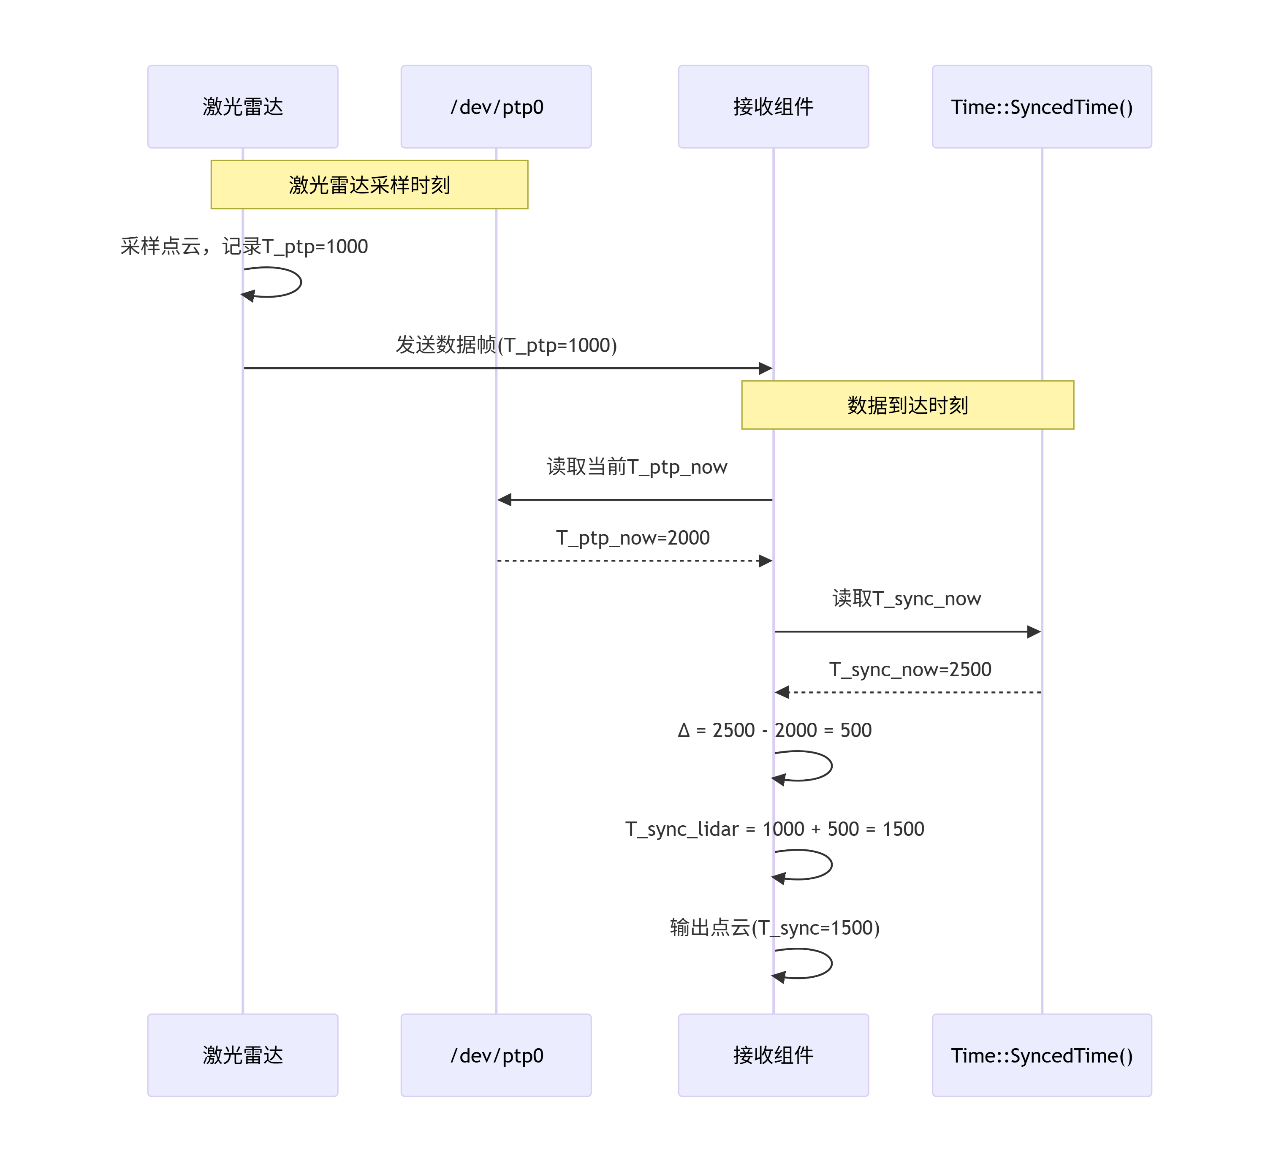 激光雷达
/dev/ptp0
接收组件
Time::SyncedTime()
激光雷达采样时刻
采样点云，记录T_ptp=1000
发送数据帧(T_ptp=1000)
数据到达时刻
读取当前T_ptp_now
T_ptp_now=2000
读取T_sync_now
T_sync_now=2500
Δ = 2500 - 2000 = 500
T_sync_lidar = 1000 + 500 = 1500
输出点云(T_sync=1500)
激光雷达
/dev/ptp0
接收组件
Time::SyncedTime()